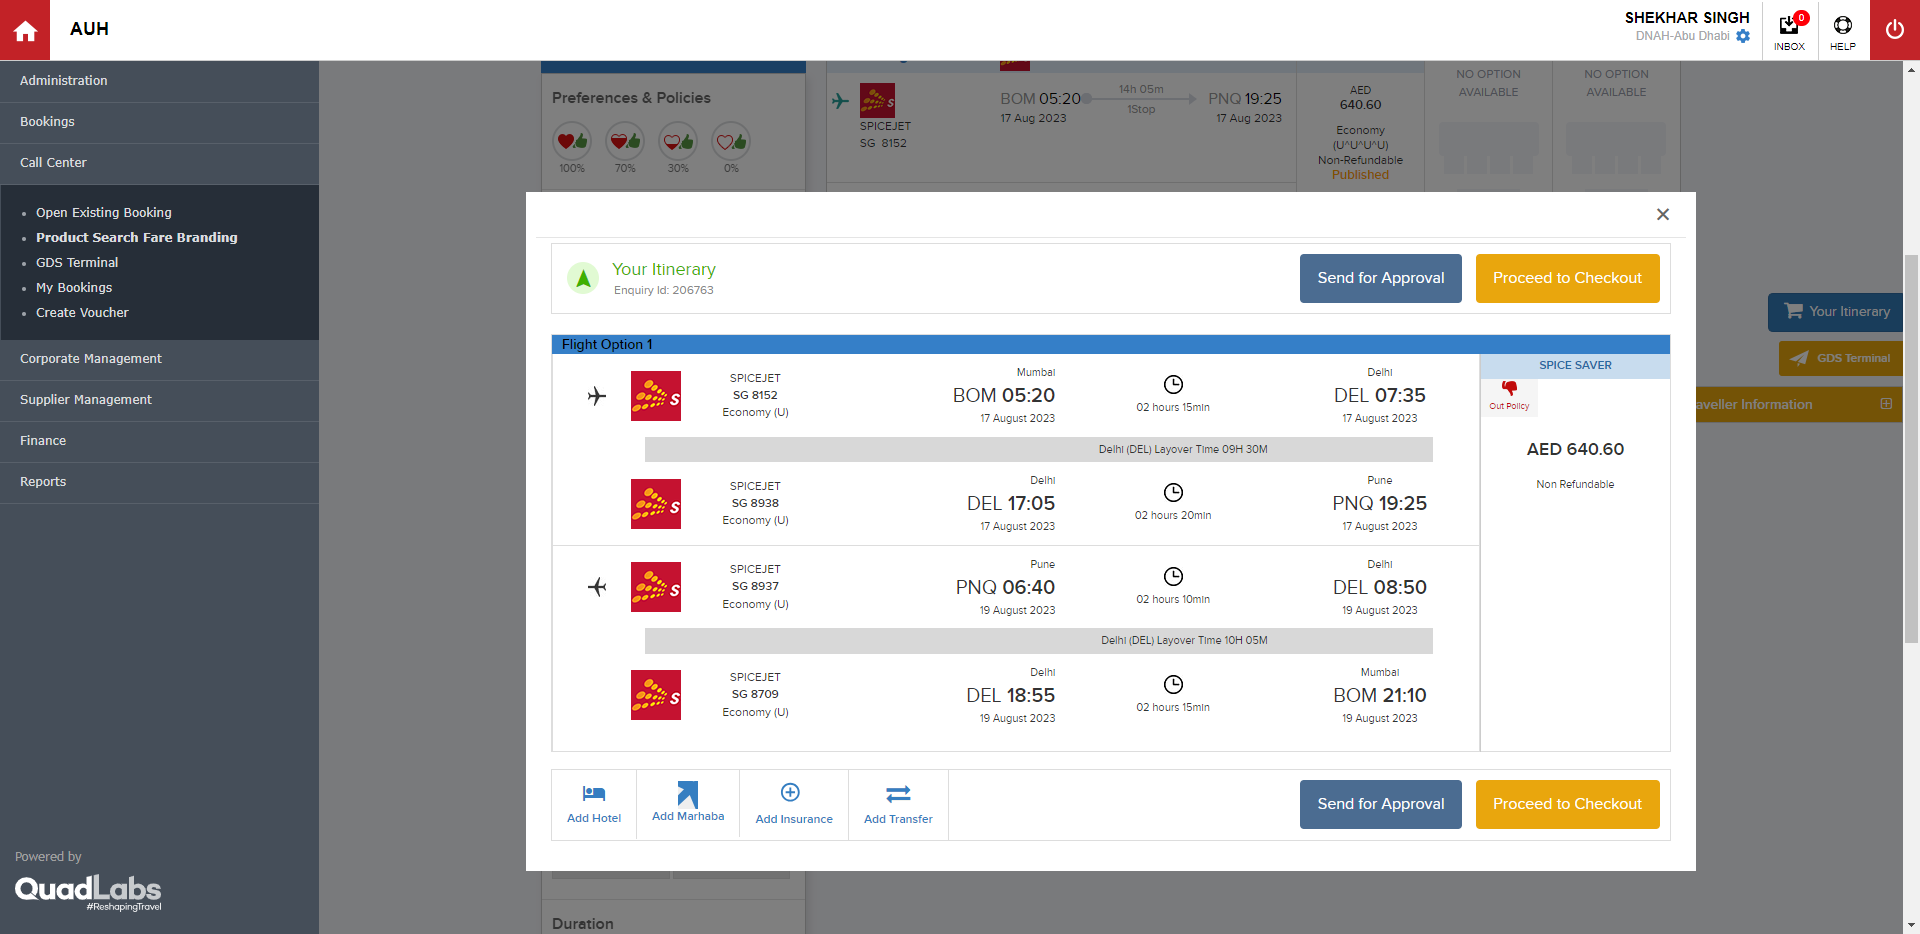 AUH
SHEKHAR SINGH
DNAH-Abu Dhabi
0
INBOX
HELP
Administration
Bookings
Call Center
Open Existing Booking
Product Search Fare Branding
GDS Terminal
My Bookings
Create Voucher
Corporate Management
Supplier Management
Finance
Reports
Powered by
QuadLabs
#ReshapingTravel
Preferences & Policies
100% 70% 30% 0%
SPICEJET
SG 8152
BOM 05:20
17 Aug 2023
14h 05m
1Stop
PNQ 19:25
17 Aug 2023
AED
640.60
Economy
(U^U^U^U)
Non-Refundable
Published
NO OPTION
AVAILABLE
NO OPTION
AVAILABLE
×
Your Itinerary
Enquiry Id: 206763
Send for Approval
Proceed to Checkout
Flight Option 1
SPICEJET
SG 8152
Economy (U)
Mumbai
BOM 05:20
17 August 2023
02 hours 15min
Delhi
DEL 07:35
17 August 2023
Delhi (DEL) Layover Time 09H 30M
SPICEJET
SG 8938
Economy (U)
Delhi
DEL 17:05
17 August 2023
02 hours 20min
Pune
PNQ 19:25
17 August 2023
SPICEJET
SG 8937
Economy (U)
Pune
PNQ 06:40
19 August 2023
02 hours 10min
Delhi
DEL 08:50
19 August 2023
Delhi (DEL) Layover Time 10H 05M
SPICEJET
SG 8709
Economy (U)
Delhi
DEL 18:55
19 August 2023
02 hours 15min
Mumbai
BOM 21:10
19 August 2023
SPICE SAVER
Out Policy
AED 640.60
Non Refundable
Add Hotel
Add Marhaba
Add Insurance
Add Transfer
Send for Approval
Proceed to Checkout
Your Itinerary
GDS Terminal
aveller Information
Duration